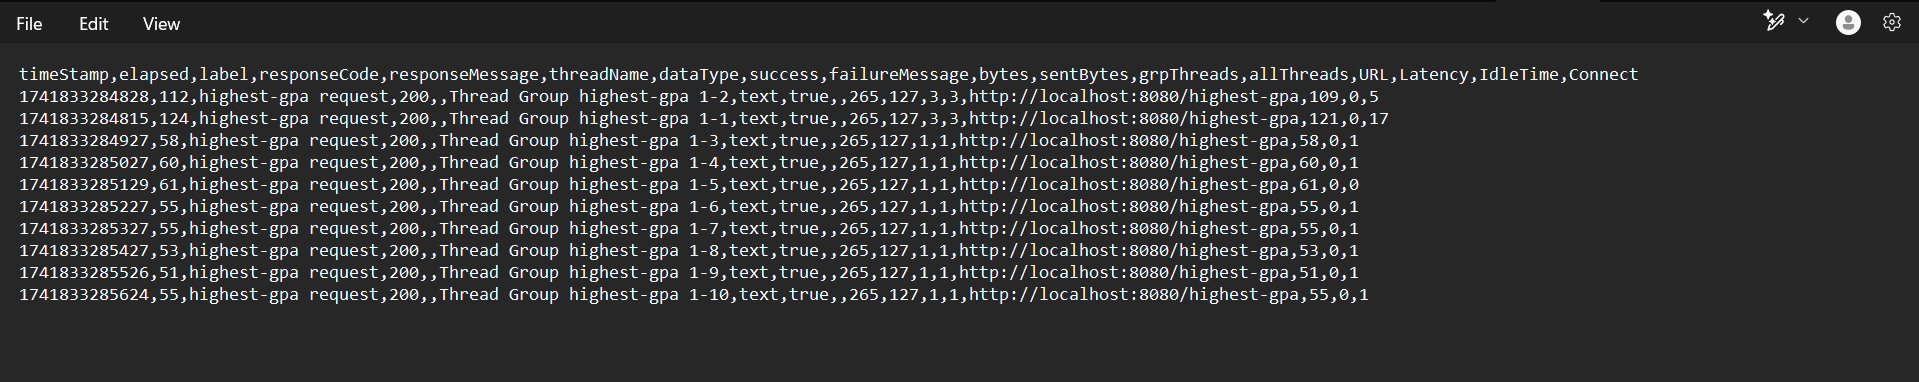 File Edit View
timeStamp,elapsed,label,responseCode,responseMessage,threadName,dataType,success,failureMessage,bytes,sentBytes,grpThreads,allThreads,URL,Latency,IdleTime,Connect
1741833284828,112,highest-gpa request,200,,Thread Group highest-gpa 1-2,text,true,,265,127,3,3,http://localhost:8080/highest-gpa,109,0,5
1741833284815,124,highest-gpa request,200,,Thread Group highest-gpa 1-1,text,true,,265,127,3,3,http://localhost:8080/highest-gpa,121,0,17
1741833284927,58,highest-gpa request,200,,Thread Group highest-gpa 1-3,text,true,,265,127,1,1,http://localhost:8080/highest-gpa,58,0,1
1741833285027,60,highest-gpa request,200,,Thread Group highest-gpa 1-4,text,true,,265,127,1,1,http://localhost:8080/highest-gpa,60,0,1
1741833285129,61,highest-gpa request,200,,Thread Group highest-gpa 1-5,text,true,,265,127,1,1,http://localhost:8080/highest-gpa,61,0,0
1741833285227,55,highest-gpa request,200,,Thread Group highest-gpa 1-6,text,true,,265,127,1,1,http://localhost:8080/highest-gpa,55,0,1
1741833285327,55,highest-gpa request,200,,Thread Group highest-gpa 1-7,text,true,,265,127,1,1,http://localhost:8080/highest-gpa,55,0,1
1741833285427,53,highest-gpa request,200,,Thread Group highest-gpa 1-8,text,true,,265,127,1,1,http://localhost:8080/highest-gpa,53,0,1
1741833285526,51,highest-gpa request,200,,Thread Group highest-gpa 1-9,text,true,,265,127,1,1,http://localhost:8080/highest-gpa,51,0,1
1741833285624,55,highest-gpa request,200,,Thread Group highest-gpa 1-10,text,true,,265,127,1,1,http://localhost:8080/highest-gpa,55,0,1